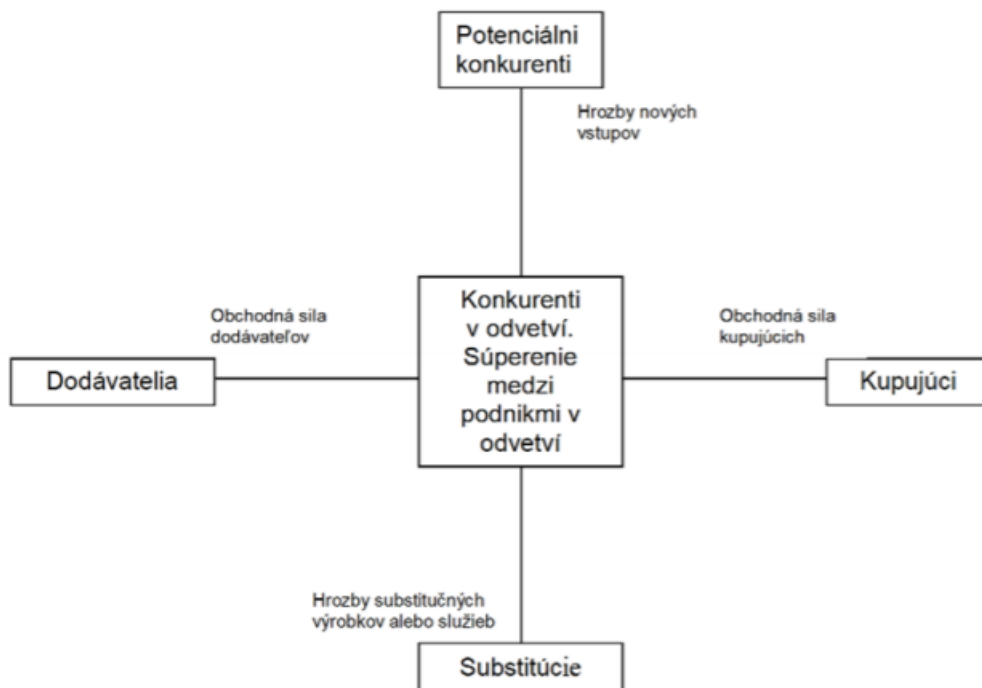 Potenciálni
konkurenti
Hrozby nových
vstupov
Obchodná sila
dodávateľov
Dodávatelia
Konkurenti
v odvetví.
Súperenie
medzi
podnikmi v
odvetví
Obchodná sila
kupujúcich
Kupujúci
Hrozby substitučných
výrobkov alebo služieb
Substitúcie